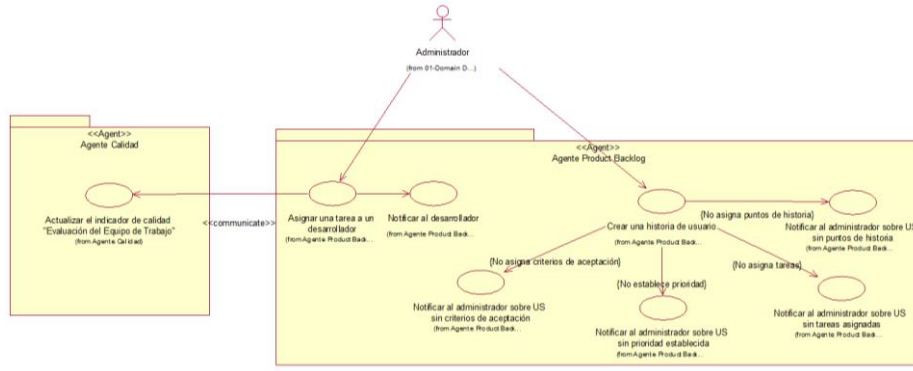 Administrador
(from 01-Domain D...)
<<Agent>>
Agente Calidad
<<Agent>>
Agente Product Backlog
Actualizar el indicador de calidad
"Evaluación del Equipo de Trabajo"
(from Agente Calidad)
<<communicate>>
Asignar una tarea a un
desarrollador
(from Agente Product Back...
Notificar al desarrollador
(from Agente Product Back...
Crear una historia de usuario
(from Agente Product Back...
{No asigna puntos de historia}
Notificar al administrador sobre US
sin puntos de historia
(from Agente Product Back...
{No asigna criterios de aceptación}
Notificar al administrador sobre US
sin criterios de aceptación
(from Agente Product Back...
{No establece prioridad}
Notificar al administrador sobre US
sin prioridad establecida
(from Agente Product Back...
{No asigna tareas}
Notificar al administrador sobre US
sin tareas asignadas
(from Agente Product Back...